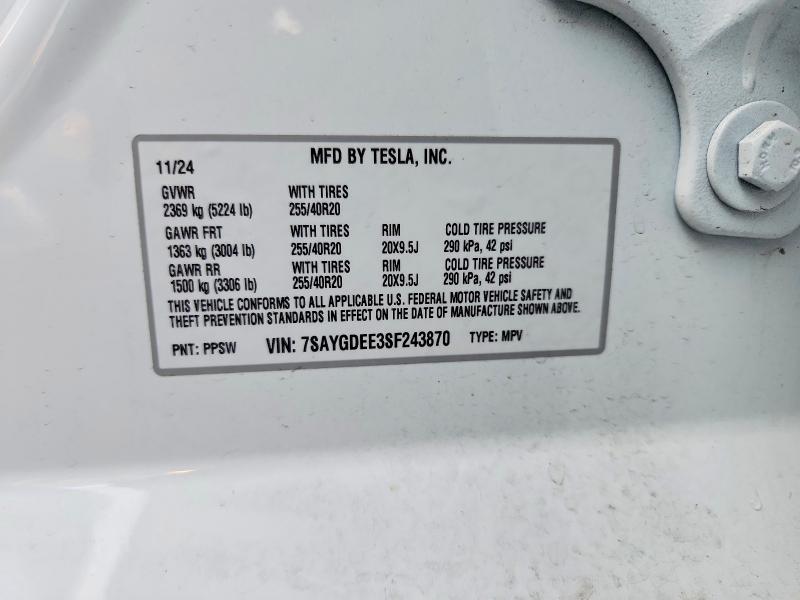 11/24 MFD BY TESLA, INC.
GVWR WITH TIRES
2369 kg (5224 lb) 255/40R20
GAWR FRT WITH TIRES RIM COLD TIRE PRESSURE
1363 kg (3004 lb) 255/40R20 20X9.5J 290 kPa, 42 psi
GAWR RR WITH TIRES RIM COLD TIRE PRESSURE
1500 kg (3306 lb) 255/40R20 20X9.5J 290 kPa, 42 psi
THIS VEHICLE CONFORMS TO ALL APPLICABLE U.S. FEDERAL MOTOR VEHICLE SAFETY AND
THEFT PREVENTION STANDARDS IN EFFECT ON THE DATE OF MANUFACTURE SHOWN ABOVE.
PNT: PPSW VIN: 7SAYGDEE3SF243870 TYPE: MPV